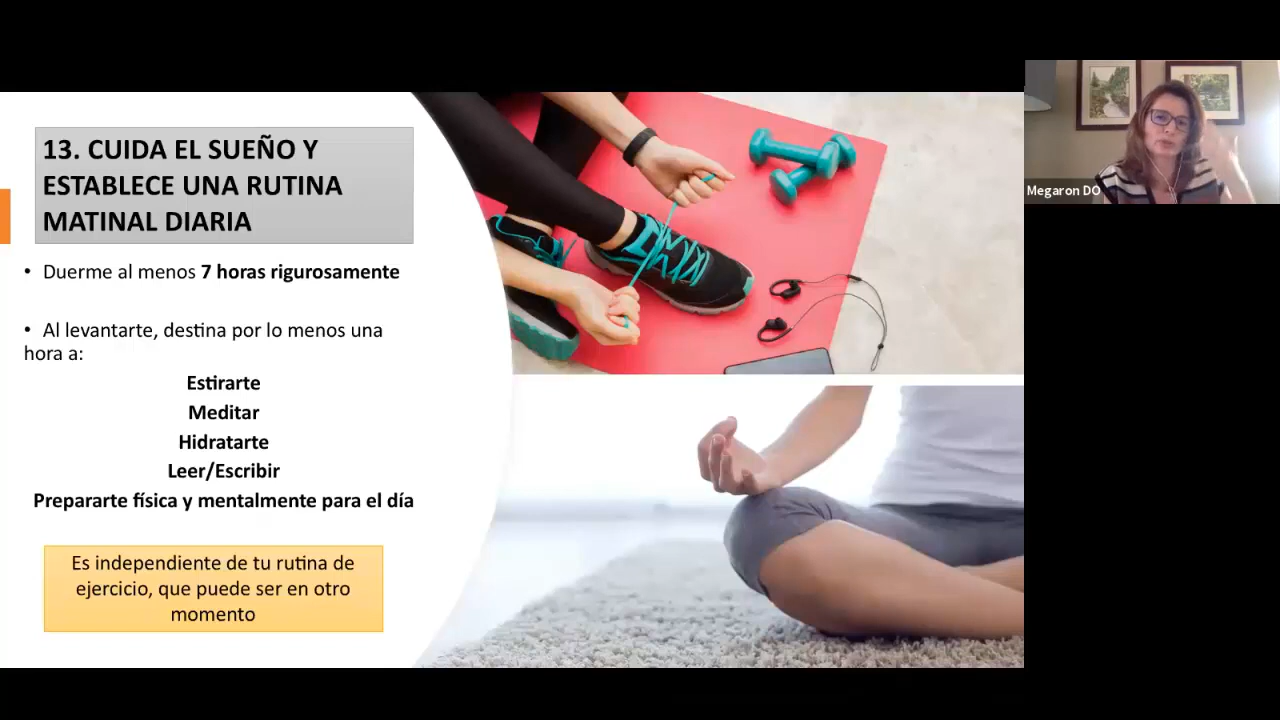 13. CUIDA EL SUEÑO Y
ESTABLECE UNA RUTINA
MATINAL DIARIA
• Duerme al menos 7 horas rigurosamente
• Al levantarte, destina por lo menos una
hora a:
Estirarte
Meditar
Hidratarte
Leer/Escribir
Prepararte física y mentalmente para el día
Es independiente de tu rutina de
ejercicio, que puede ser en otro
momento
Megaron DO